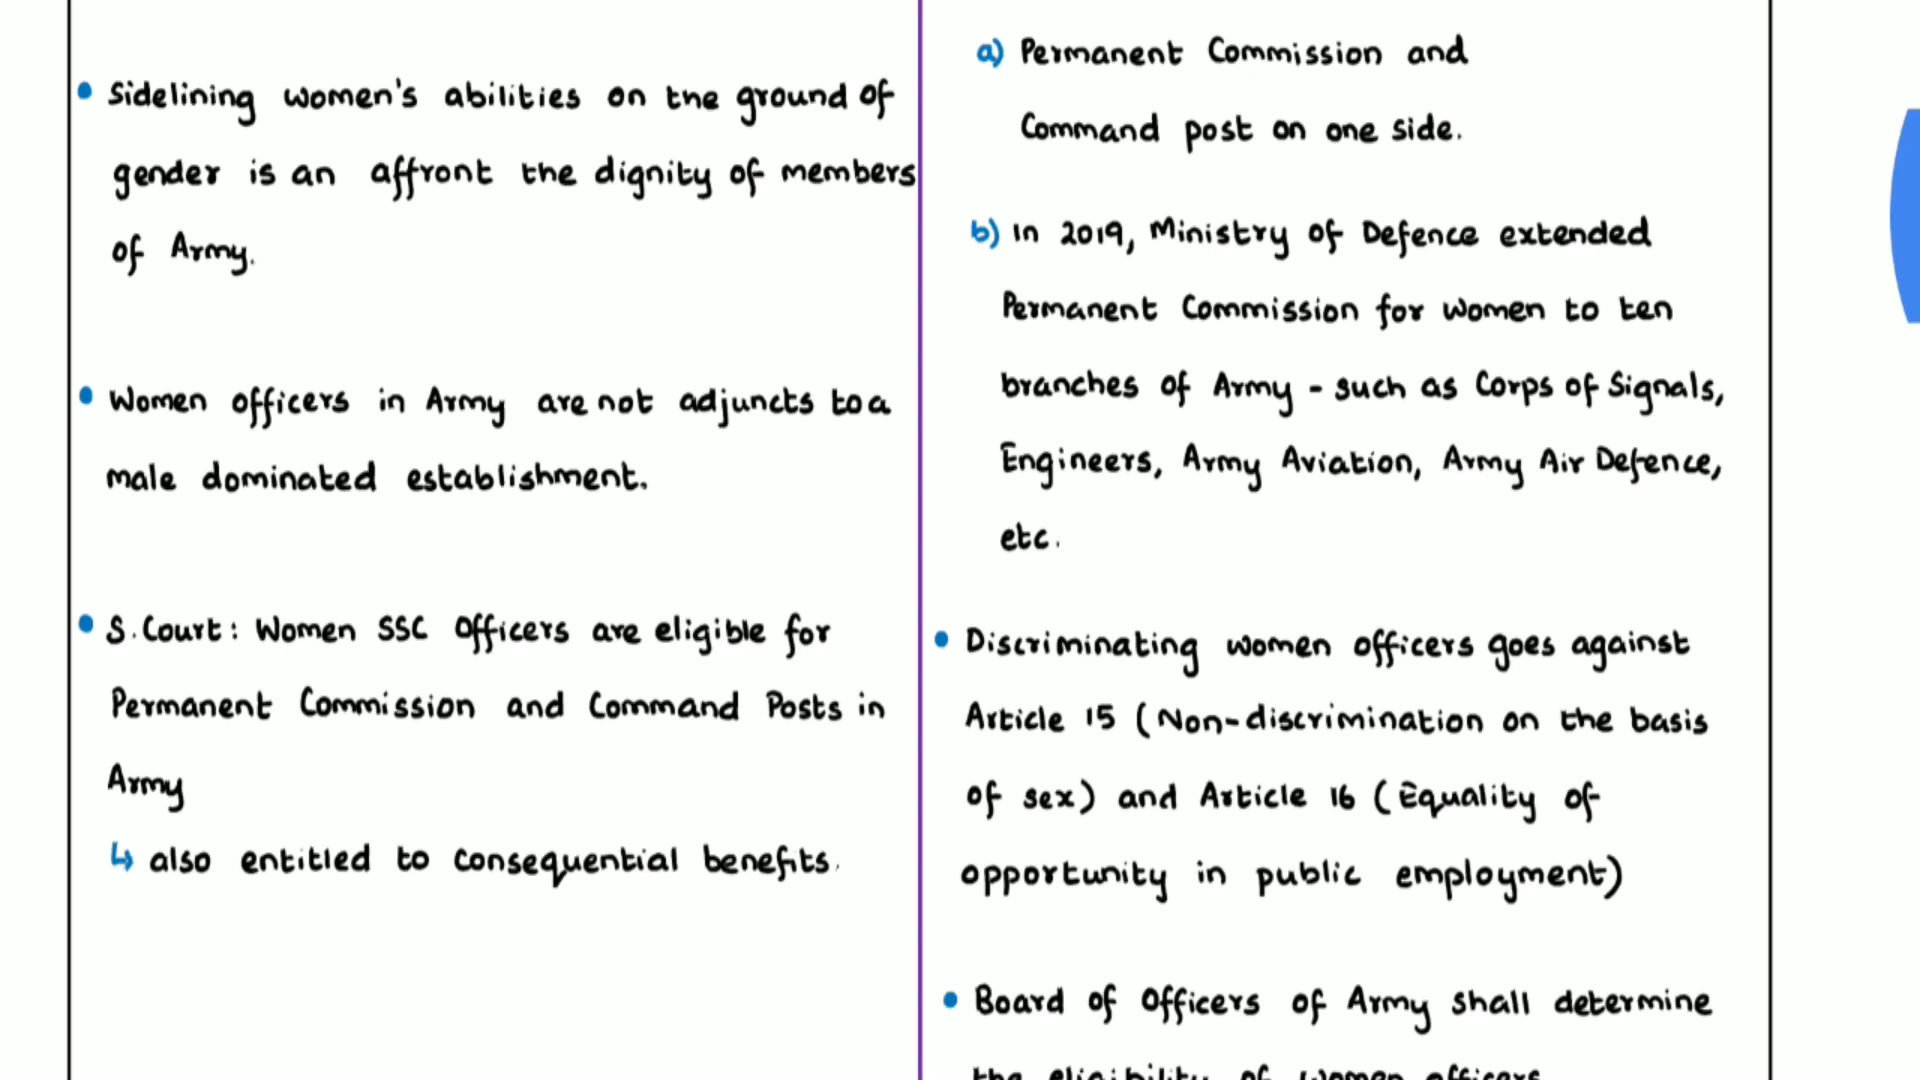 • Sidelining women's abilities on the ground of
gender is an affront the dignity of members
of Army.
• Women officers in Army are not adjuncts to a
male dominated establishment.
• S. Court: Women SSC Officers are eligible for
Permanent Commission and Command Posts in
Army
↳ also entitled to consequential benefits.
a) Permanent Commission and
Command post on one side.
b) In 2019, Ministry of Defence extended
Permanent Commission for women to ten
branches of Army - such as Corps of Signals,
Engineers, Army Aviation, Army Air Defence,
etc.
• Discriminating women officers goes against
Article 15 (Non-discrimination on the basis
of sex) and Article 16 (Equality of
opportunity in public employment)
• Board of Officers of Army shall determine
the eligibility of women officers